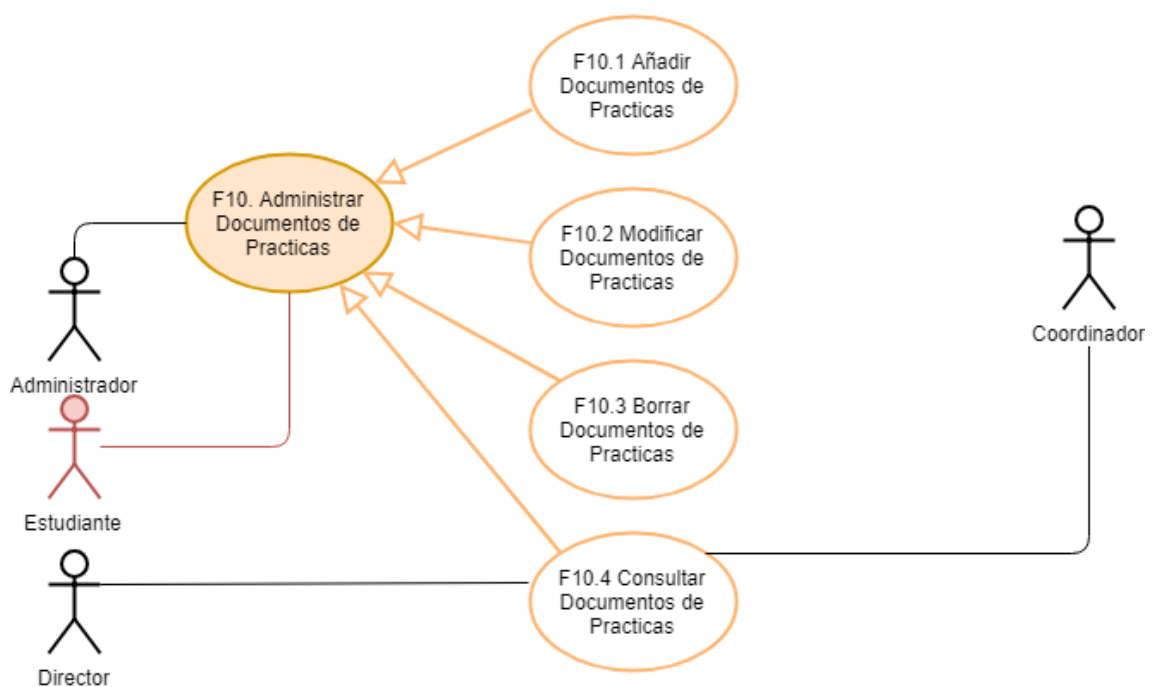 F10.1 Añadir
Documentos de
Practicas
F10. Administrar
Documentos de
Practicas
F10.2 Modificar
Documentos de
Practicas
Coordinador
Administrador
F10.3 Borrar
Documentos de
Practicas
Estudiante
F10.4 Consultar
Documentos de
Practicas
Director